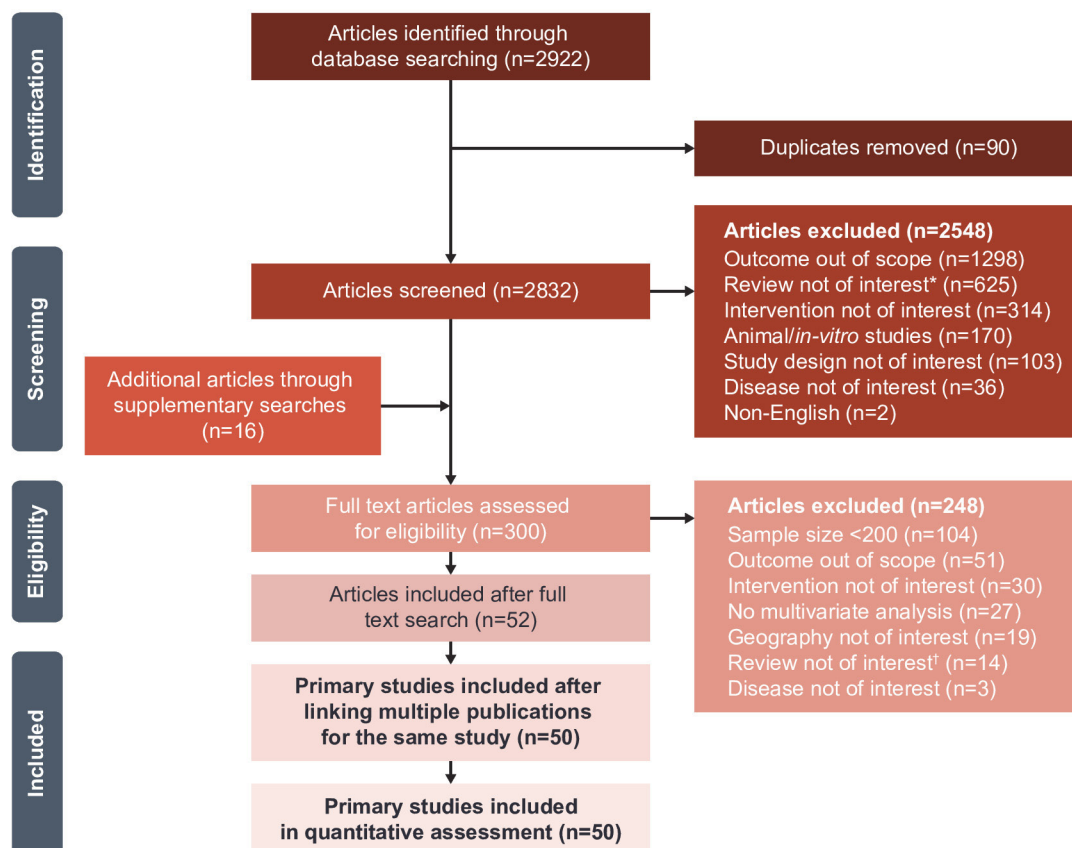 Identification
Articles identified through
database searching (n=2922)
Duplicates removed (n=90)
Screening
Articles screened (n=2832)
Articles excluded (n=2548)
Outcome out of scope (n=1298)
Review not of interest* (n=625)
Intervention not of interest (n=314)
Animal/in-vitro studies (n=170)
Study design not of interest (n=103)
Disease not of interest (n=36)
Non-English (n=2)
Additional articles through
supplementary searches
(n=16)
Eligibility
Full text articles assessed
for eligibility (n=300)
Articles excluded (n=248)
Sample size <200 (n=104)
Outcome out of scope (n=51)
Intervention not of interest (n=30)
No multivariate analysis (n=27)
Geography not of interest (n=19)
Review not of interest† (n=14)
Disease not of interest (n=3)
Articles included after full
text search (n=52)
Included
Primary studies included after
linking multiple publications
for the same study (n=50)
Primary studies included
in quantitative assessment (n=50)